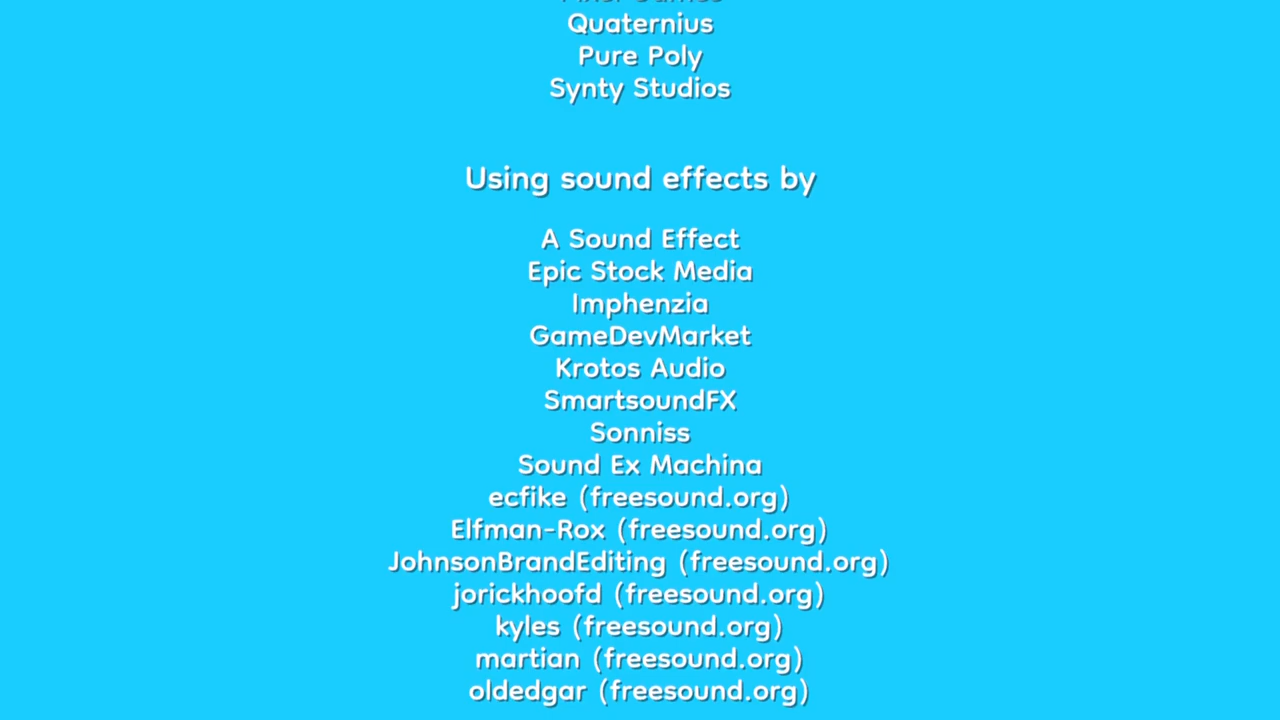 Quaternius
Pure Poly
Synty Studios
Using sound effects by
A Sound Effect
Epic Stock Media
Imphenzia
GameDevMarket
Krotos Audio
SmartsoundFX
Sonniss
Sound Ex Machina
ecfike (freesound.org)
Elfman-Rox (freesound.org)
JohnsonBrandEditing (freesound.org)
jorickhoofd (freesound.org)
kyles (freesound.org)
martian (freesound.org)
oldedgar (freesound.org)